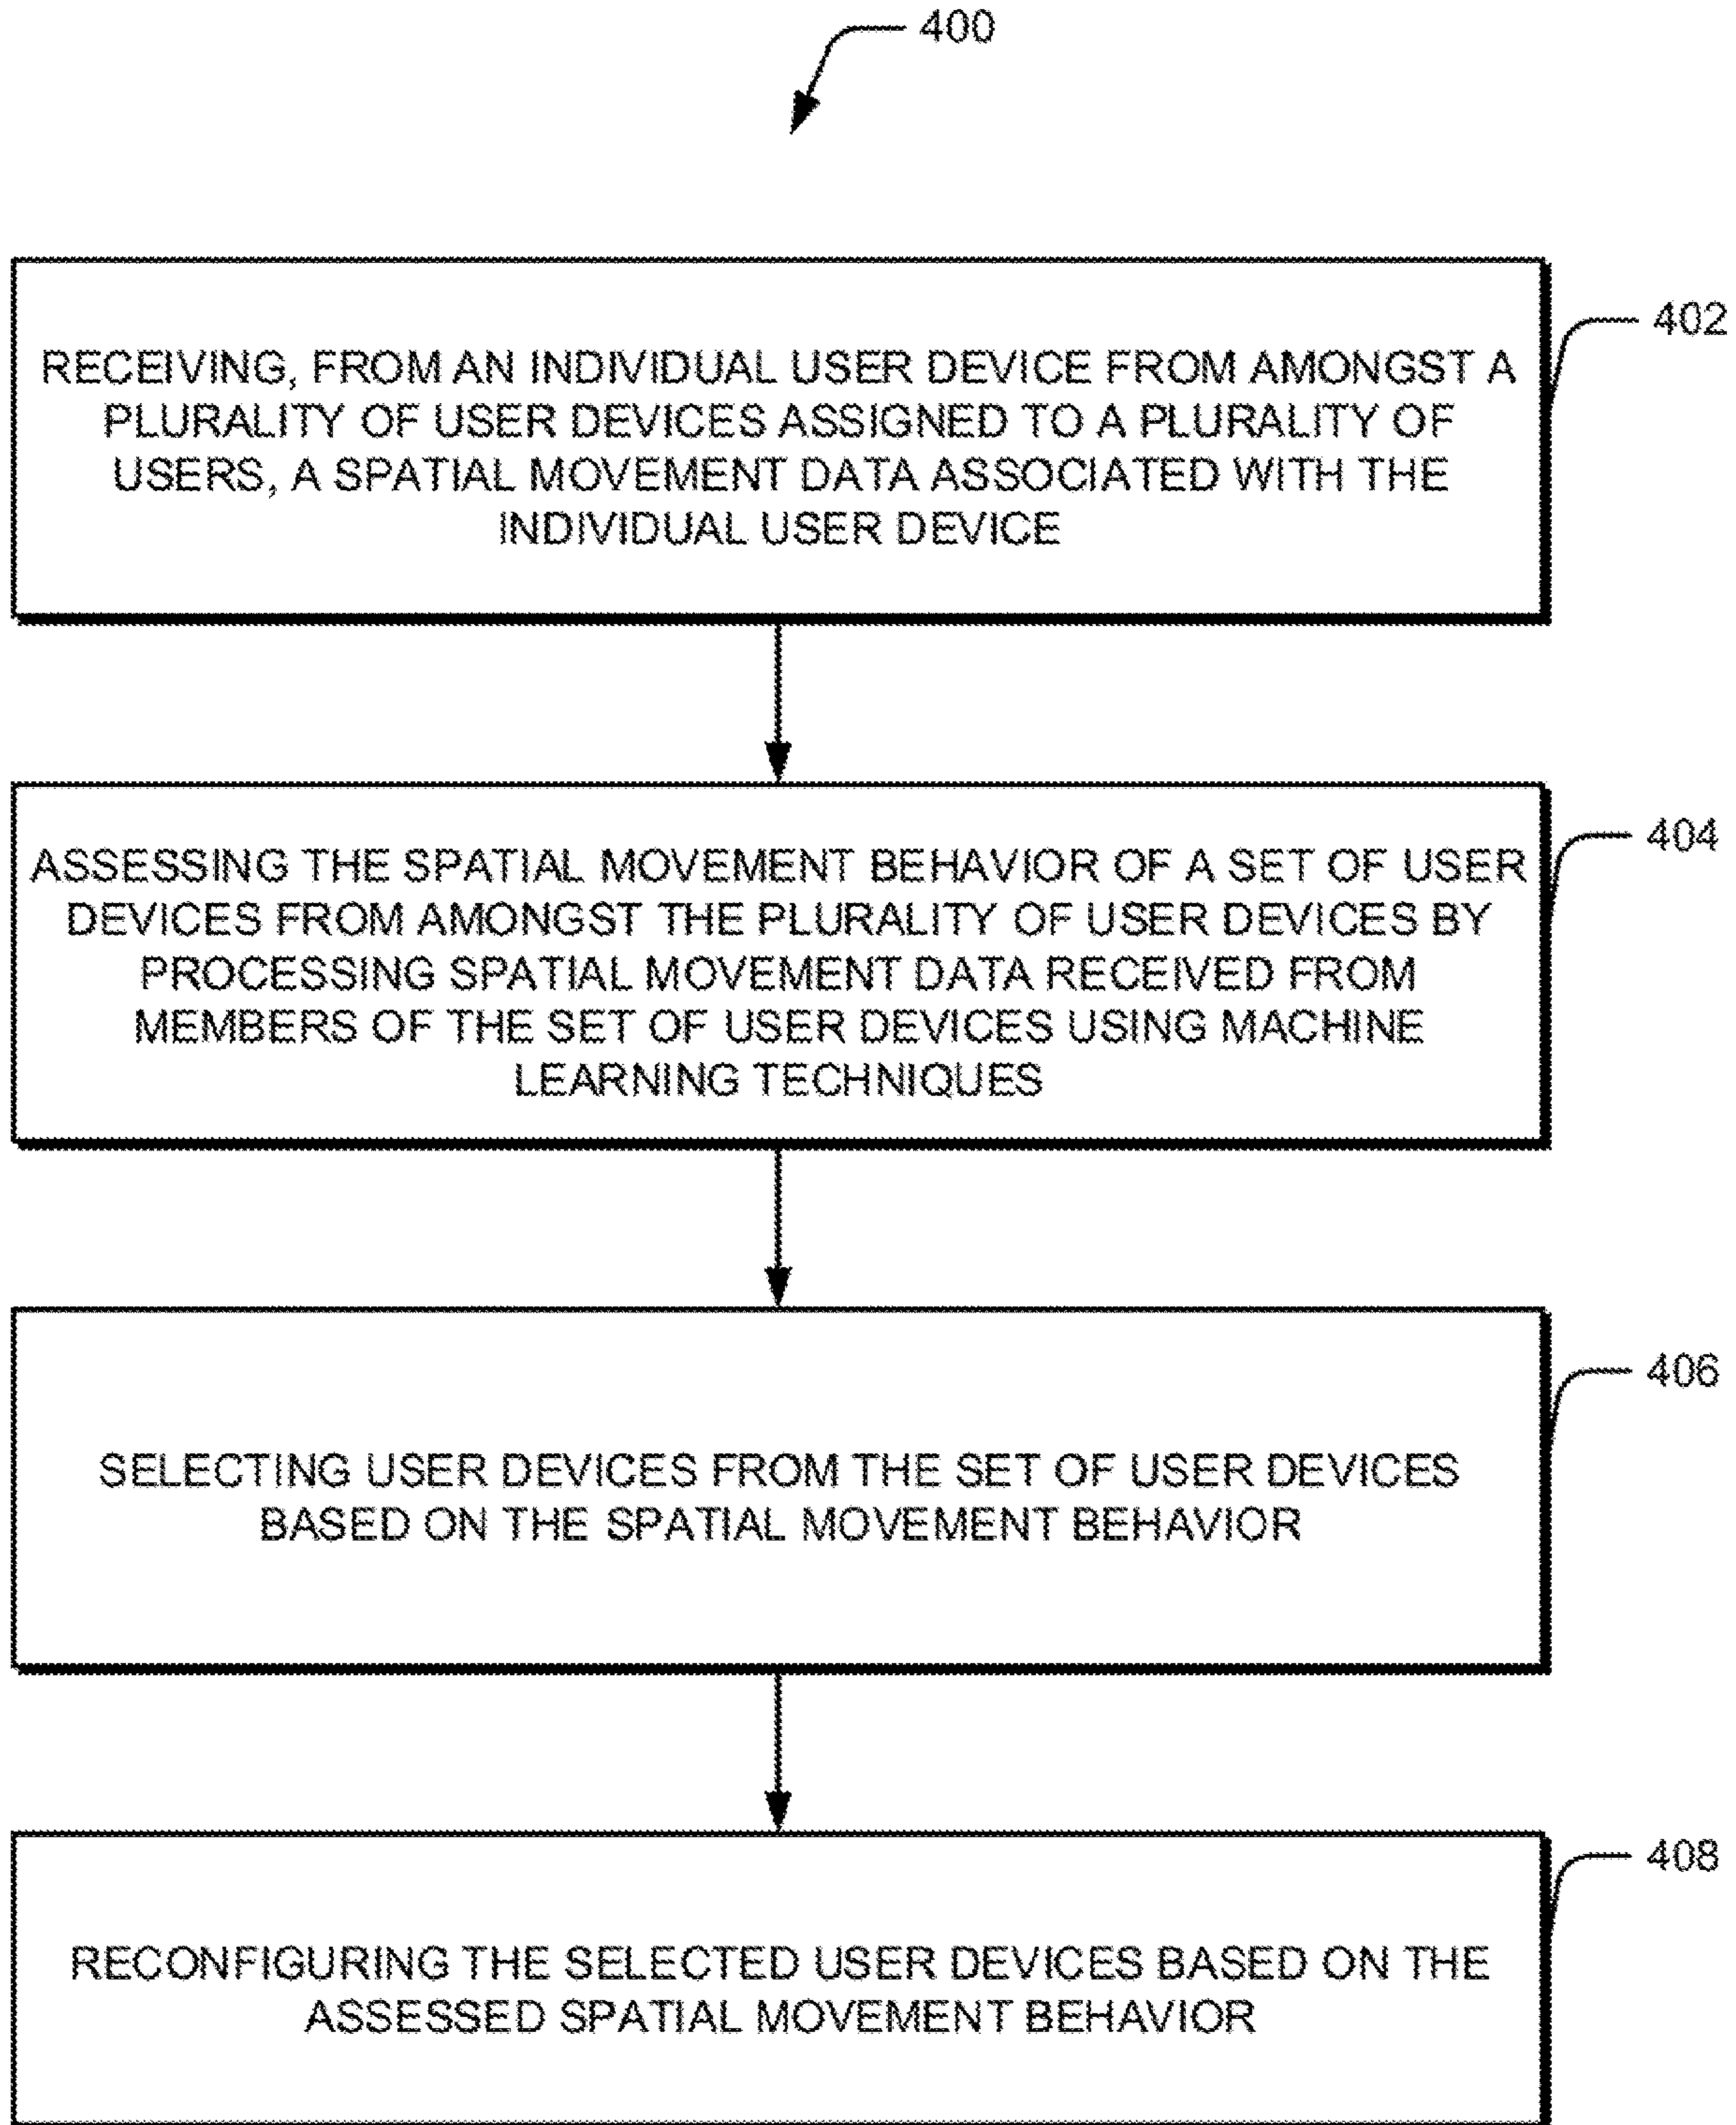 400
402
RECEIVING, FROM AN INDIVIDUAL USER DEVICE FROM AMONGST A
PLURALITY OF USER DEVICES ASSIGNED TO A PLURALITY OF
USERS, A SPATIAL MOVEMENT DATA ASSOCIATED WITH THE
INDIVIDUAL USER DEVICE
404
ASSESSING THE SPATIAL MOVEMENT BEHAVIOR OF A SET OF USER
DEVICES FROM AMONGST THE PLURALITY OF USER DEVICES BY
PROCESSING SPATIAL MOVEMENT DATA RECEIVED FROM
MEMBERS OF THE SET OF USER DEVICES USING MACHINE
LEARNING TECHNIQUES
406
SELECTING USER DEVICES FROM THE SET OF USER DEVICES
BASED ON THE SPATIAL MOVEMENT BEHAVIOR
408
RECONFIGURING THE SELECTED USER DEVICES BASED ON THE
ASSESSED SPATIAL MOVEMENT BEHAVIOR